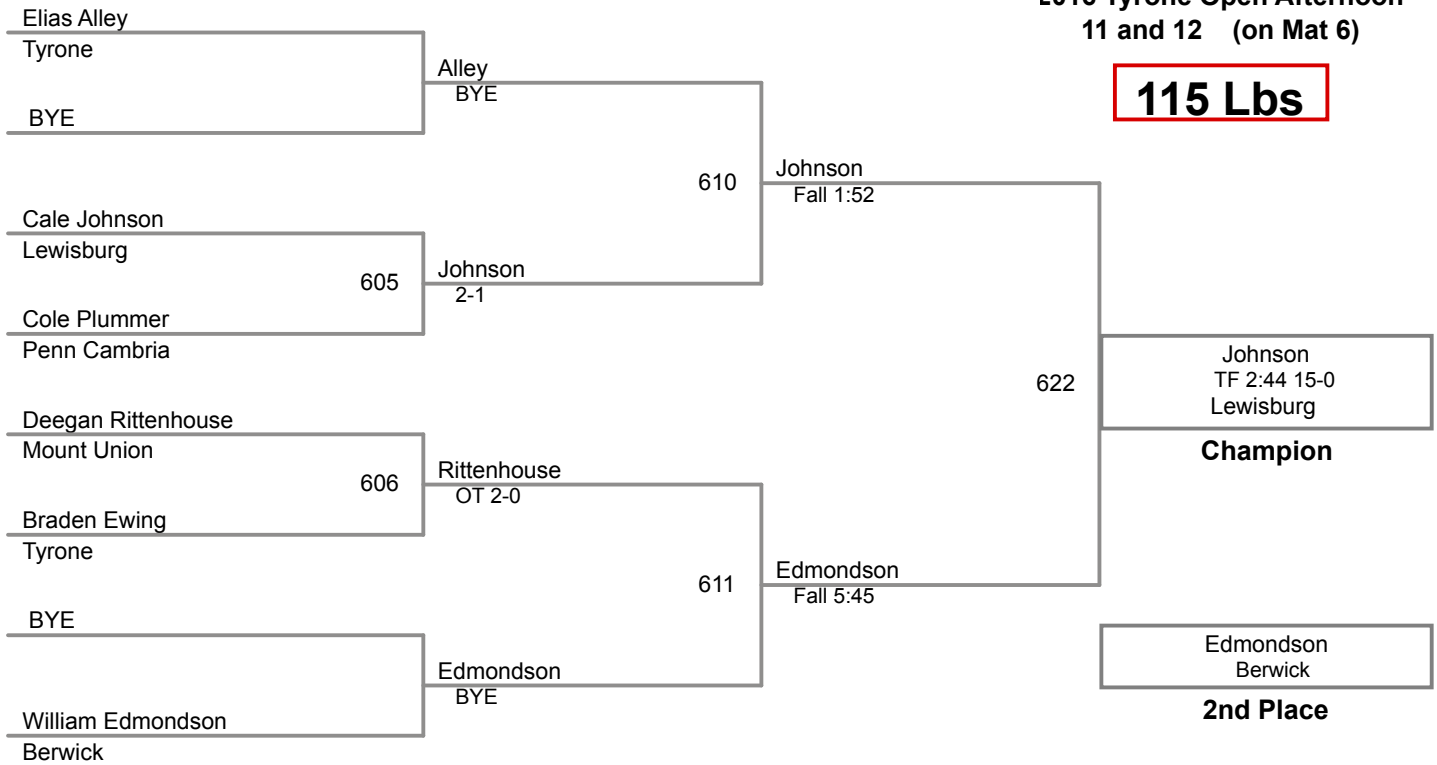 Tyrone Open Afternoon
11 and 12 (on Mat 6)
115 Lbs
Elias Alley
Tyrone
BYE
Alley
BYE
Cale Johnson
Lewisburg
605
Cole Plummer
Penn Cambria
Johnson
2-1
610
Johnson
Fall 1:52
Deegan Rittenhouse
Mount Union
606
Braden Ewing
Tyrone
Rittenhouse
OT 2-0
BYE
William Edmondson
Berwick
Edmondson
BYE
611
Edmondson
Fall 5:45
622
Johnson
TF 2:44 15-0
Lewisburg
Champion
Edmondson
Berwick
2nd Place